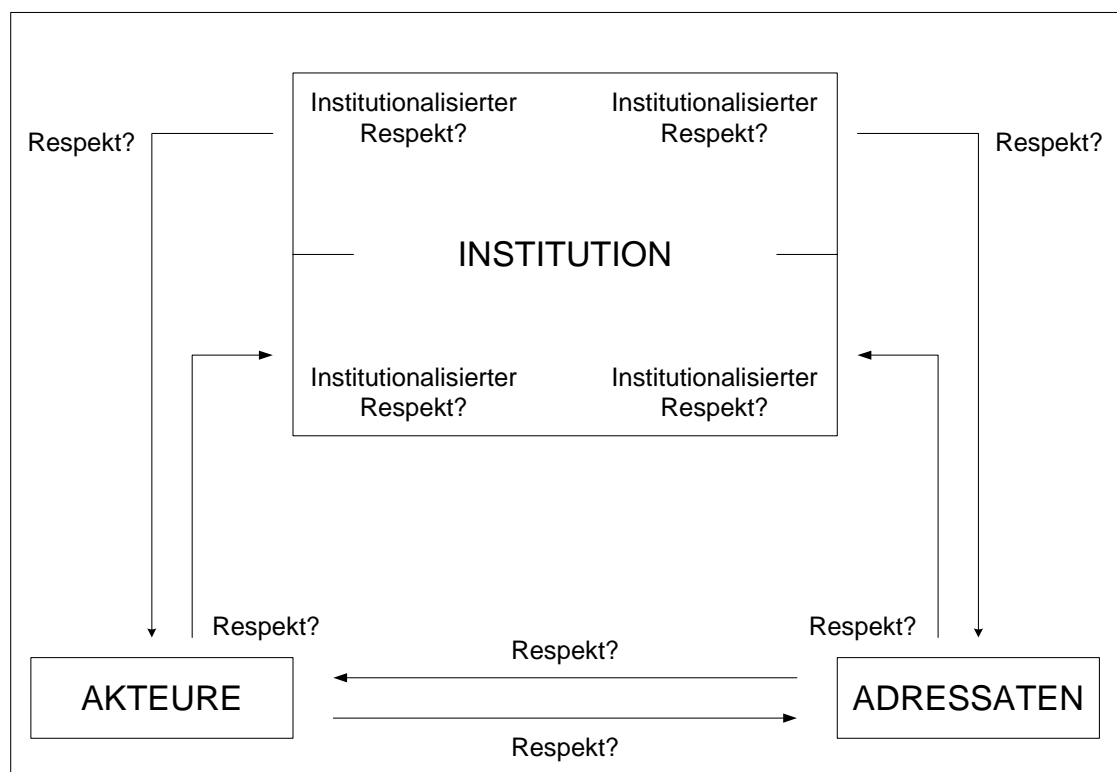 Institutionalisierter
Respekt?
Institutionalisierter
Respekt?
Respekt?
Respekt?
INSTITUTION
Institutionalisierter
Respekt?
Institutionalisierter
Respekt?
Respekt?
Respekt?
Respekt?
AKTEURE
ADRESSATEN
Respekt?